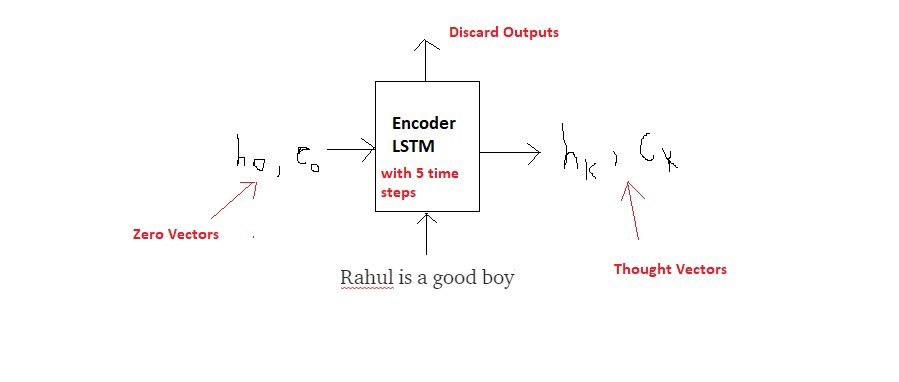 Discard Outputs
Encoder
LSTM
with 5 time
steps
h₀, c₀
hₖ, cₖ
Zero Vectors
Thought Vectors
Rahul is a good boy